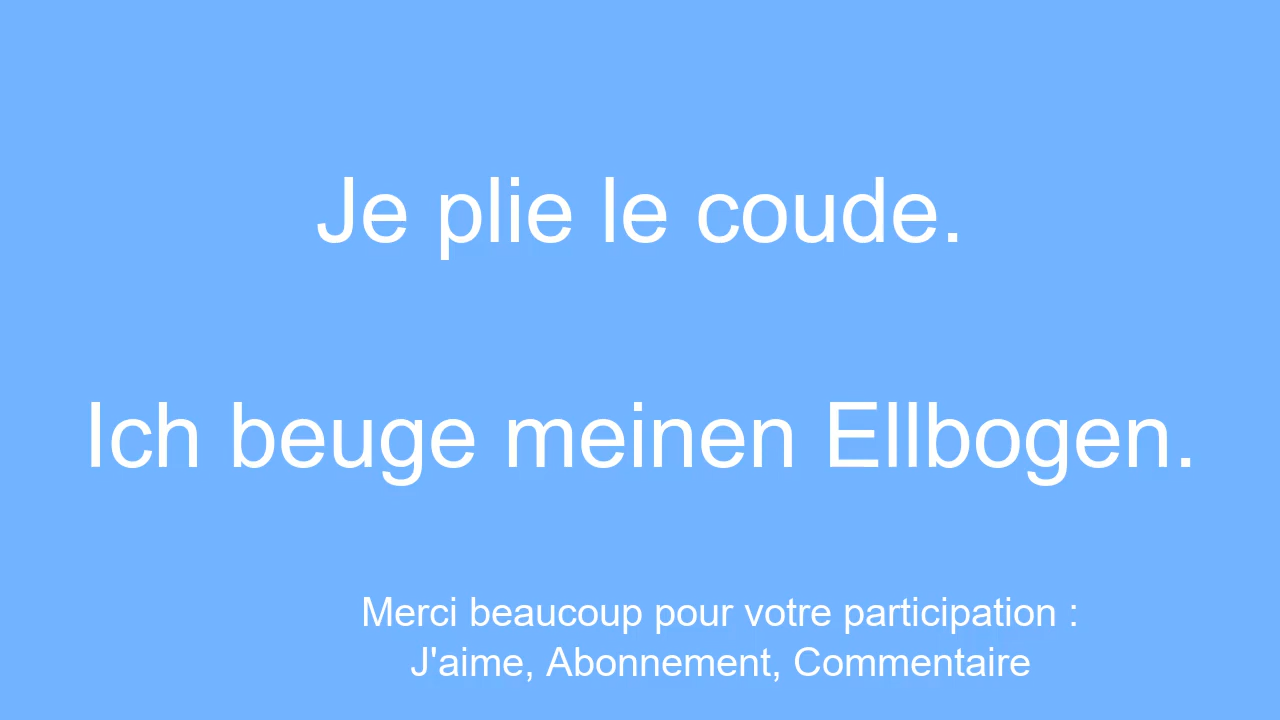 Je plie le coude.
Ich beuge meinen Ellbogen.
Merci beaucoup pour votre participation :
J'aime, Abonnement, Commentaire